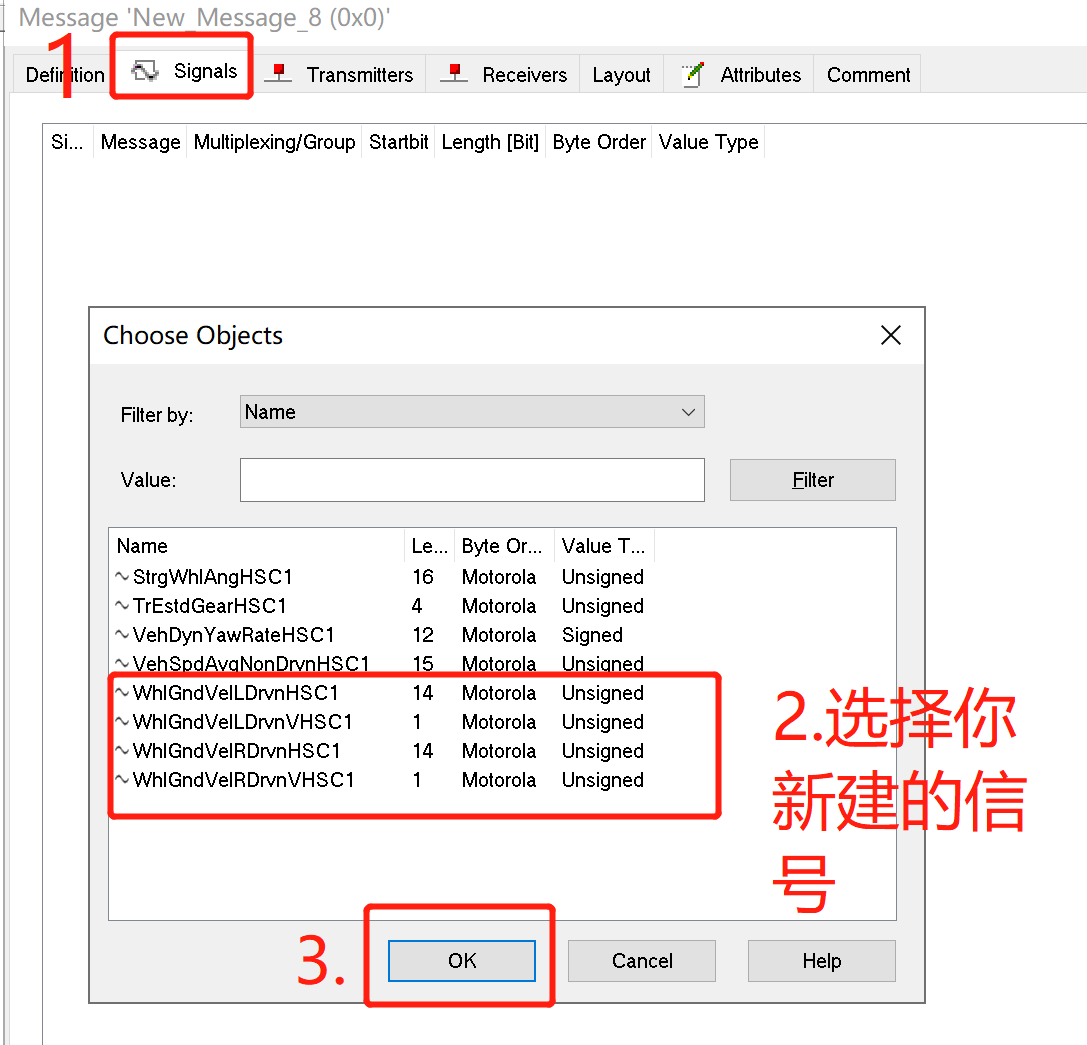 Message 'New_Message_8 (0x0)'
1
Definition Signals Transmitters Receivers Layout Attributes Comment
Si... Message Multiplexing/Group Startbit Length [Bit] Byte Order Value Type
Choose Objects
Filter by: Name
Value: Filter
Name Le... Byte Or... Value T...
StrgWhlAngHSC1 16 Motorola Unsigned
TrEstdGearHSC1 4 Motorola Unsigned
VehDynYawRateHSC1 12 Motorola Signed
VehSpdAvgNonDrvnHSC1 15 Motorola Unsigned
WhlGndVelLDrvnHSC1 14 Motorola Unsigned
WhlGndVelLDrvnVHSC1 1 Motorola Unsigned
WhlGndVelRDrvnHSC1 14 Motorola Unsigned
WhlGndVelRDrvnVHSC1 1 Motorola Unsigned
2.选择你
新建的信
号
3.
OK Cancel Help